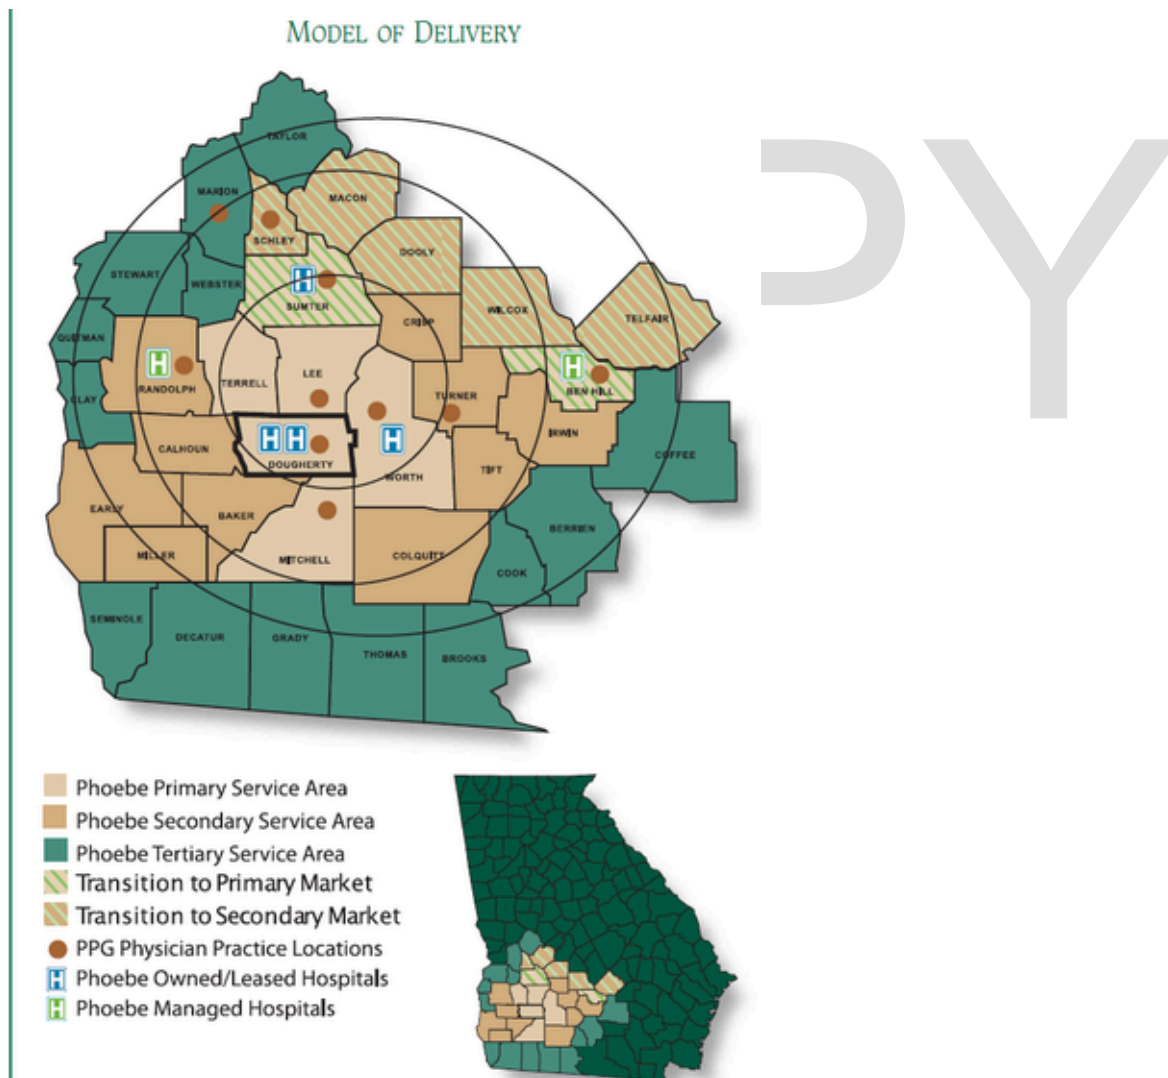 MODEL OF DELIVERY
PY
TAYLOR
MARION
MACON
SCHLEY
DOOLY
STEWART
WEBSTER
SUMTER
WILCOX
TELFAIR
CRISP
QUITMAN
LEE
TERRELL
RANDOLPH
BEN HILL
TURNER
CLAY
IRWIN
CALHOUN
DOUGHERTY
COFFEE
TIFT
WORTH
EARLY
BAKER
BERRIEN
MILLER
MITCHELL
COLQUITT
COOK
SEMINOLE
DECATUR
GRADY
THOMAS
BROOKS
H
H
H
H H
H
Phoebe Primary Service Area
Phoebe Secondary Service Area
Phoebe Tertiary Service Area
Transition to Primary Market
Transition to Secondary Market
PPG Physician Practice Locations
H Phoebe Owned/Leased Hospitals
H Phoebe Managed Hospitals